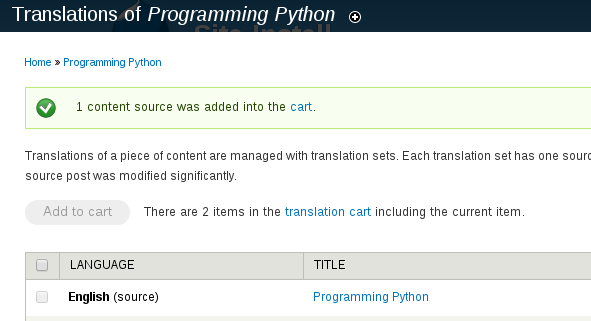 Translations of Programming Python
Site-Install
Home » Programming Python
1 content source was added into the cart.
Translations of a piece of content are managed with translation sets. Each translation set has one
source post was modified significantly.
Add to cart There are 2 items in the translation cart including the current item.
LANGUAGE TITLE
English (source) Programming Python